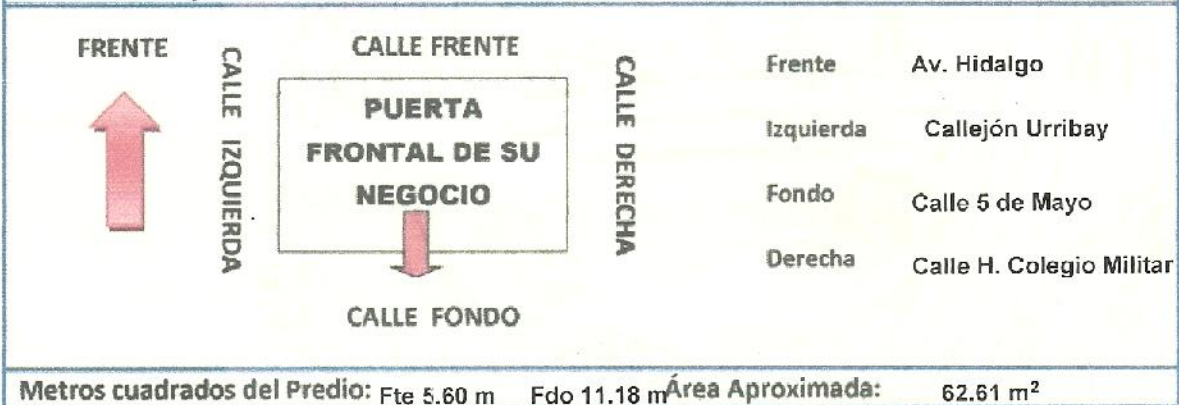 FRENTE
CALLE IZQUIERDA
CALLE FRENTE
PUERTA
FRONTAL DE SU
NEGOCIO
CALLE FONDO
CALLE DERECHA
Frente Av. Hidalgo
Izquierda Callejón Urribay
Fondo Calle 5 de Mayo
Derecha Calle H. Colegio Militar
Metros cuadrados del Predio: Fte 5.60 m Fdo 11.18 m Área Aproximada: 62.61 m²